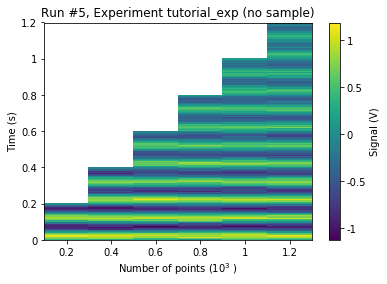 Run #5, Experiment tutorial_exp (no sample)
1.2
1
0.8
0.6
0.4
0.2
0
Time (s)
0.2 0.4 0.6 0.8 1.0 1.2
Number of points (10³ )
1
0.5
0
-0.5
-1
Signal (V)